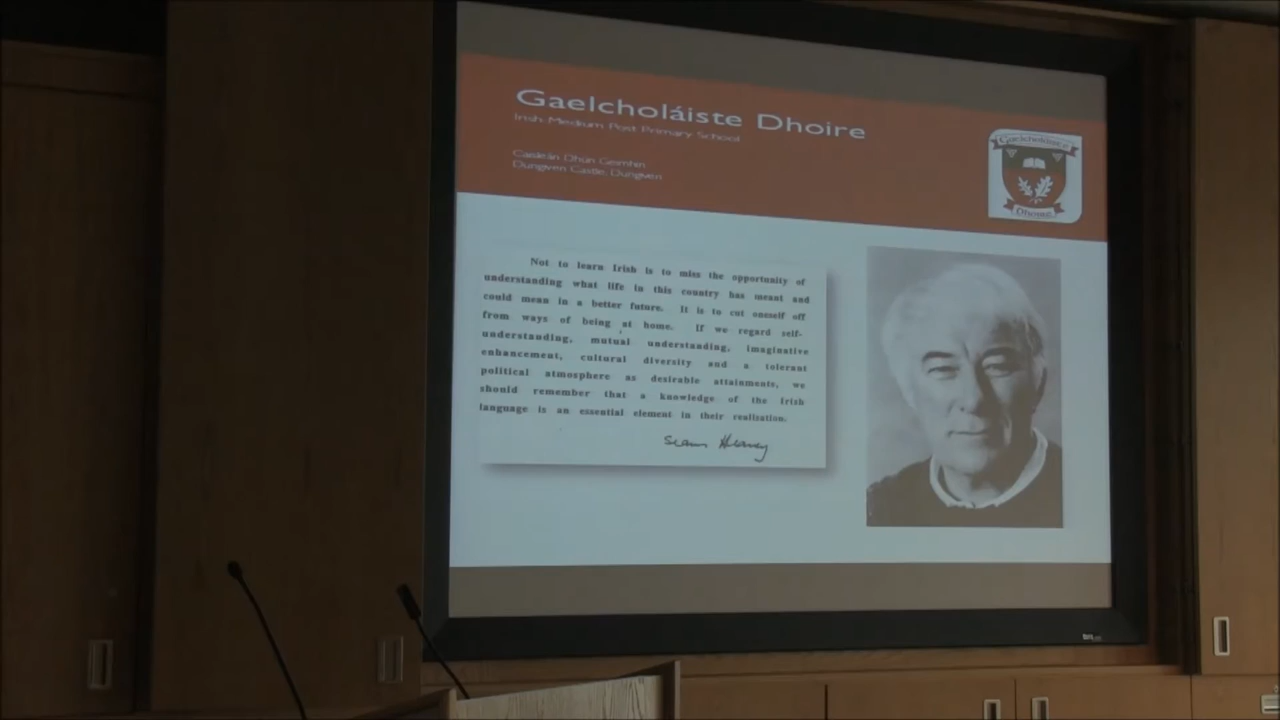 Gaelcholáiste Dhoire
Irish-Medium Post Primary School
Caisleán Dhún Geimhin
Dungiven Castle, Dungiven
Gaelcholáiste
Dhoire
Not to learn Irish is to miss the opportunity of
understanding what life in this country has meant and
could mean in a better future. It is to cut oneself off
from ways of being at home. If we regard self-
understanding, mutual understanding, imaginative
enhancement, cultural diversity and a tolerant
political atmosphere as desirable attainments, we
should remember that a knowledge of the Irish
language is an essential element in their realisation.
Seamus Heaney